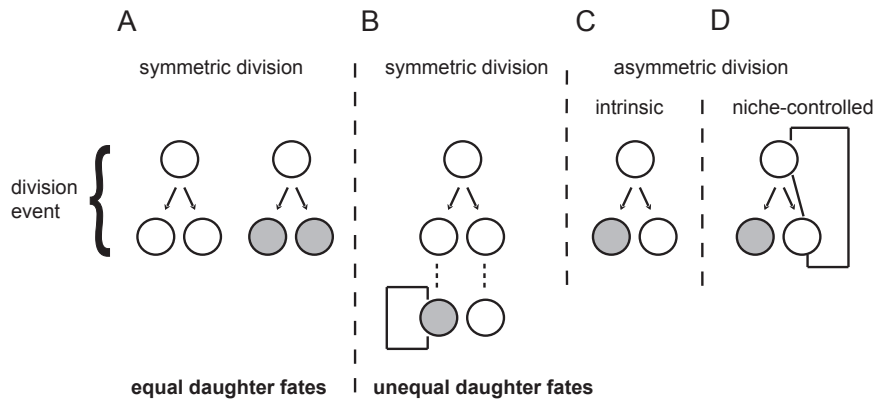 A B C D
symmetric division symmetric division asymmetric division
intrinsic niche-controlled
division
event
equal daughter fates unequal daughter fates